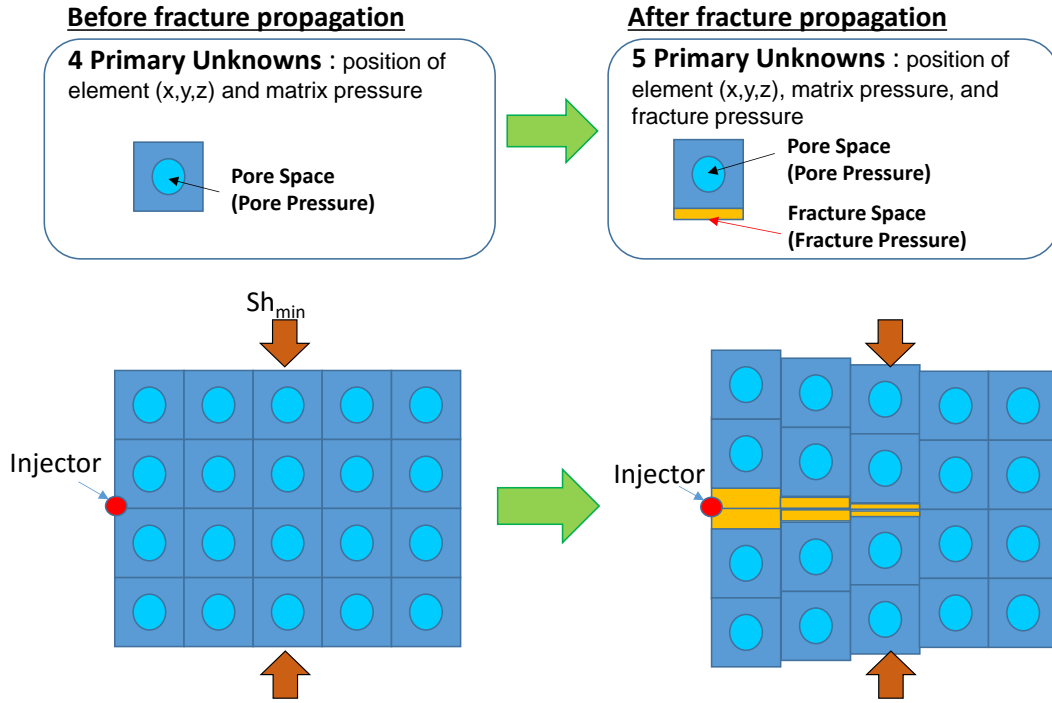 Before fracture propagation
4 Primary Unknowns : position of
element (x,y,z) and matrix pressure
Pore Space
(Pore Pressure)
After fracture propagation
5 Primary Unknowns : position of
element (x,y,z), matrix pressure, and
fracture pressure
Pore Space
(Pore Pressure)
Fracture Space
(Fracture Pressure)
Shmin
Injector
Injector